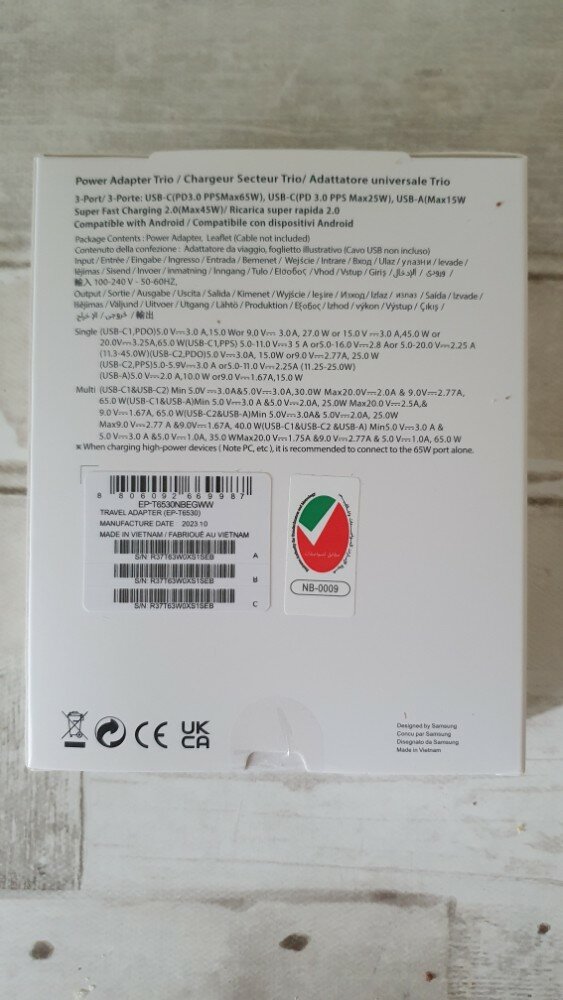 Power Adapter Trio / Chargeur Secteur Trio/ Adattatore universale Trio
3-Port/ 3-Porte: USB-C(PD3.0 PPSMax65W), USB-C(PD 3.0 PPS Max25W), USB-A(Max15W
Super Fast Charging 2.0(Max45W)/ Ricarica super rapida 2.0
Compatible with Android / Compatibile con dispositivi Android
Package Contents : Power Adapter, Leaflet (Cable not included)
Contenuto della confezione : Adattatore da viaggio, foglietto illustrativo (Cavo USB non incluso)
Input / Entrée / Eingabe / Ingresso / Entrada / Bemenet / Wejście / Intrare / Вход / Ulaz / улазни / Ievade /
Įėjimas / Sisend / Invoer / Inmatning / Inngang / Tulo / Είσοδος / Vhod / Vstup / Giriş / الإدخال / ورودی /
輸入 100-240 V - 50-60HZ,
Output / Sortie / Ausgabe / Uscita / Salida / Kimenet / Wyjście / Ieşire / Изход/ Izlaz / излаз / Saída / Izvade /
Išėjimas / Väljund / Uitvoer / Utgang / Lähtö / Produktion / Εξοδος / Izhod / výkon / Výstup / Çıkış /
خروجی / الإخراج / 輸出
Single (USB-C1,PDO)5.0 V⎓3.0 A,15.0 Wor 9.0 V⎓ 3.0 A, 27.0 W or 15.0 V⎓3.0 A,45.0 W or
20.0V⎓3.25A,65.0 W(USB-C1,PPS) 5.0-11.0 V⎓3 5 A or5.0-16.0 V⎓2.8 Aor 5.0-20.0 V⎓2.25 A
(11.3-45.0W)(USB-C2,PDO)5.0 V⎓3.0A, 15.0W or9.0 V⎓2.77A, 25.0 W
(USB-C2,PPS)5.0-5.9V⎓3.0 A or5.0-11.0 V⎓2.25A (11.25-25.0W)
(USB-A)5.0 V⎓2.0 A,10.0 W or9.0 V⎓1.67A,15.0 W
Multi (USB-C1&USB-C2) Min 5.0V ⎓3.0A&5.0V⎓3.0A,30.0W Max20.0V⎓2.0A & 9.0V⎓2.77A,
65.0 W(USB-C1&USB-A)Min 5.0V⎓3.0 A &5.0 V⎓2.0A, 25.0W Max20.0 V⎓2.5A,&
9.0 V⎓1.67A, 65.0 W(USB-C2&USB-A)Min 5.0V⎓3.0A& 5.0V⎓2.0A, 25.0W
Max9.0 V⎓2.77 A &9.0V⎓1.67A, 40.0 W(USB-C1&USB-C2 &USB-A) Min5.0 V⎓3.0 A &
5.0 V⎓3.0 A &5.0 V⎓1.0A, 35.0 WMax20.0 V⎓1.75A &9.0 V⎓2.77A & 5.0 V⎓1.0A, 65.0 W
※When charging high-power devices ( Note PC, etc ), it is recommended to connect to the 65W port alone.
8 806092 669987
EP-T6530NBEGWW
TRAVEL ADAPTER (EP-T6530)
MANUFACTURE DATE 2023.10
MADE IN VIETNAM / FABRIQUÉ AU VIETNAM
S/N R37T63W0XS1SEB A
S/N R37T63W0XS1SEB B
S/N R37T63W0XS1SEB C
NB-0009
CE
UK
CA
Designed by Samsung
Concu par Samsung
Disegnato da Samsung
Made in Vietnam